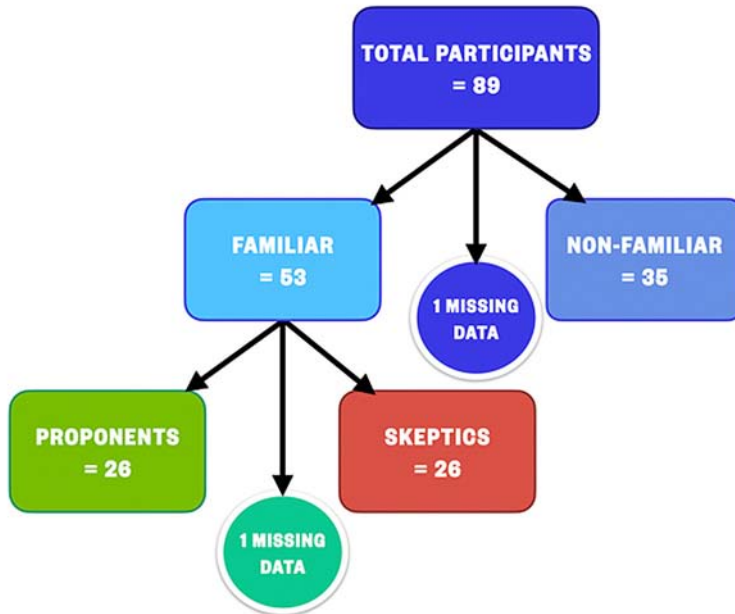 TOTAL PARTICIPANTS
= 89
FAMILIAR
= 53
1 MISSING
DATA
NON-FAMILIAR
= 35
PROPONENTS
= 26
1 MISSING
DATA
SKEPTICS
= 26